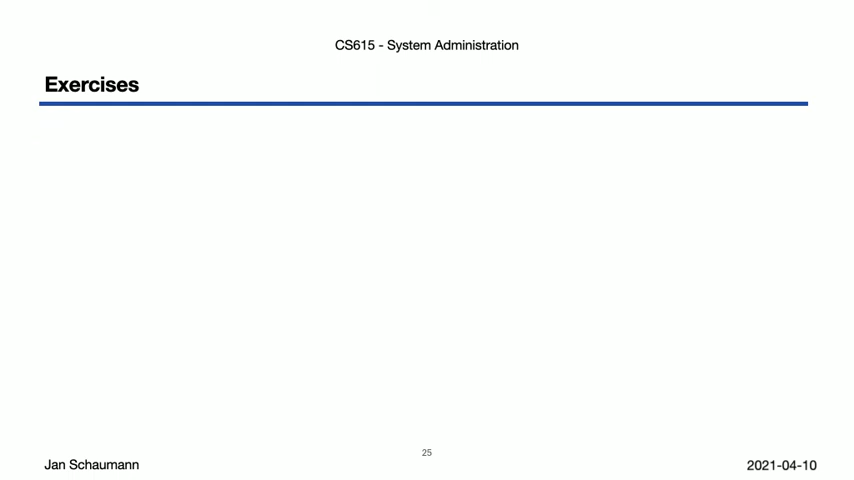 CS615 - System Administration
Exercises
25
Jan Schaumann
2021-04-10